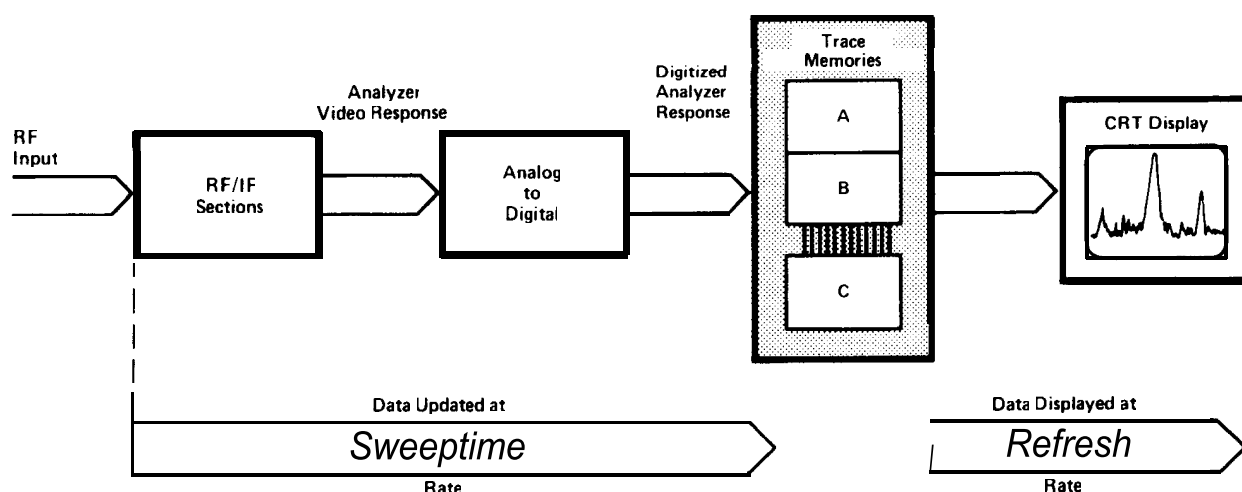 RF
Input
RF/IF
Sections
Analyzer
Video Response
Analog
to
Digital
Digitized
Analyzer
Response
Trace
Memories
A
B
C
CRT Display
Data Updated at
Sweeptime
Rate
Data Displayed at
Refresh
Rate